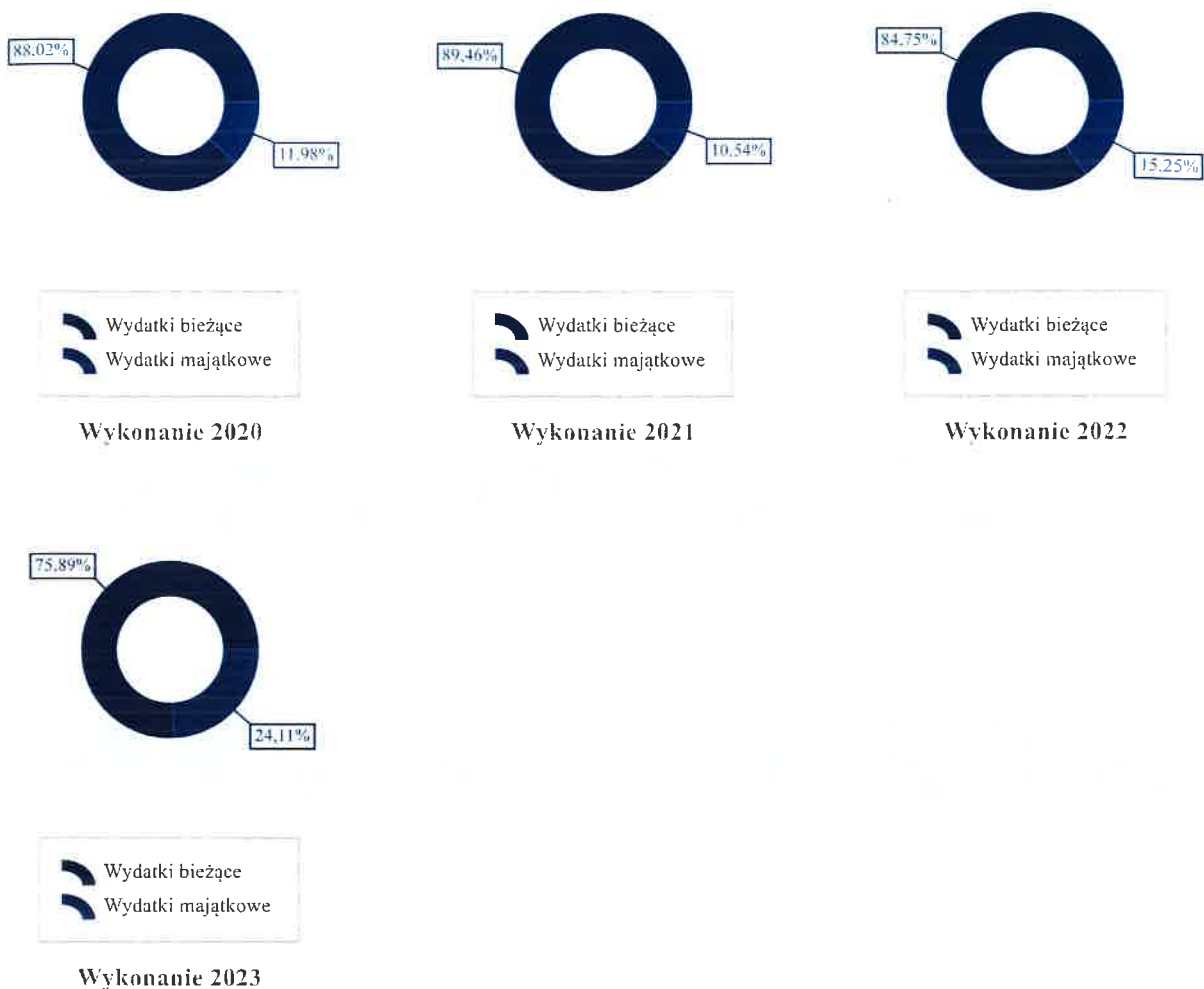 88,02%
11,98%
Wydatki bieżące
Wydatki majątkowe
Wykonanie 2020
89,46%
10,54%
Wydatki bieżące
Wydatki majątkowe
Wykonanie 2021
84,75%
15,25%
Wydatki bieżące
Wydatki majątkowe
Wykonanie 2022
75,89%
24,11%
Wydatki bieżące
Wydatki majątkowe
Wykonanie 2023